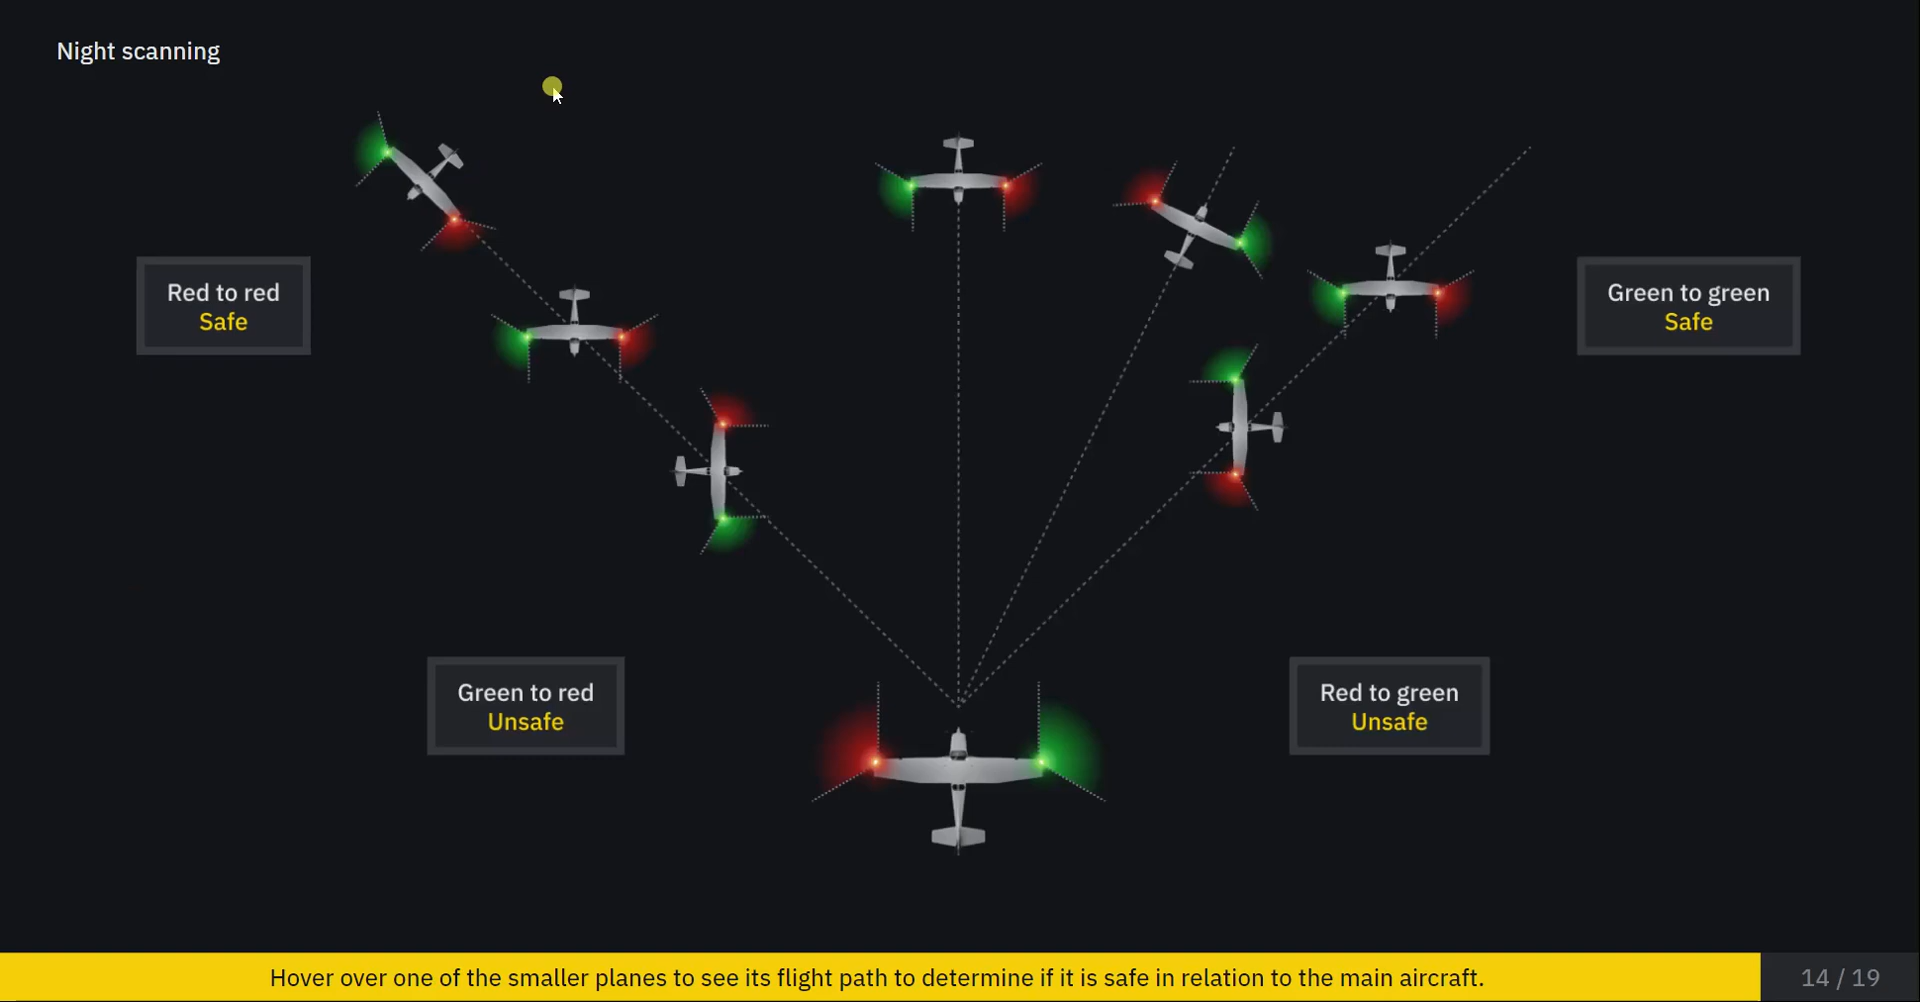 Night scanning
Red to red
Safe
Green to green
Safe
Green to red
Unsafe
Red to green
Unsafe
Hover over one of the smaller planes to see its flight path to determine if it is safe in relation to the main aircraft.
14 / 19